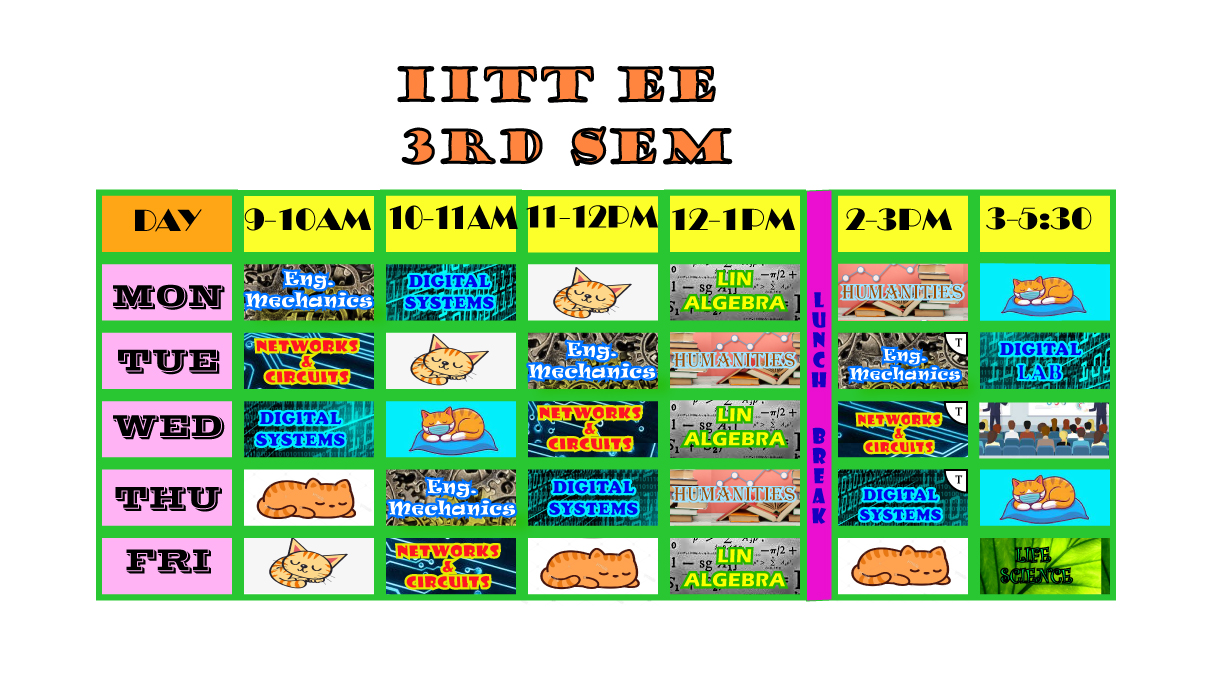 IITT EE
3RD SEM
DAY 9-10AM 10-11AM 11-12PM 12-1PM 2-3PM 3-5:30
MON Eng. Mechanics DIGITAL SYSTEMS LIN ALGEBRA HUMANITIES
TUE NETWORKS & CIRCUITS Eng. Mechanics HUMANITIES Eng. Mechanics T DIGITAL LAB
WED DIGITAL SYSTEMS NETWORKS & CIRCUITS LIN ALGEBRA NETWORKS & CIRCUITS T
THU Eng. Mechanics DIGITAL SYSTEMS HUMANITIES DIGITAL SYSTEMS T
FRI NETWORKS & CIRCUITS LIN ALGEBRA LIFE SCIENCE
LUNCH BREAK